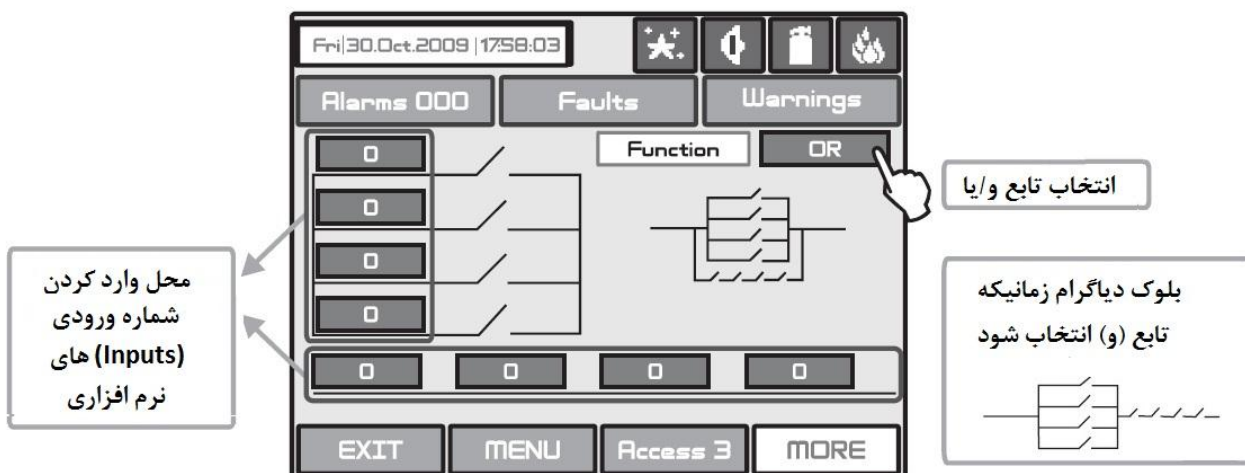 Fri|30.Oct.2009 |17:58:03
Alarms 000 Faults Warnings
0
Function OR
0
0
0
0 0 0 0
EXIT MENU Access 3 MORE
انتخاب تابع و/یا
محل وارد کردن
شماره ورودی
(Inputs) های
نرم افزاری
بلوک دیاگرام زمانیکه
تابع (و) انتخاب شود